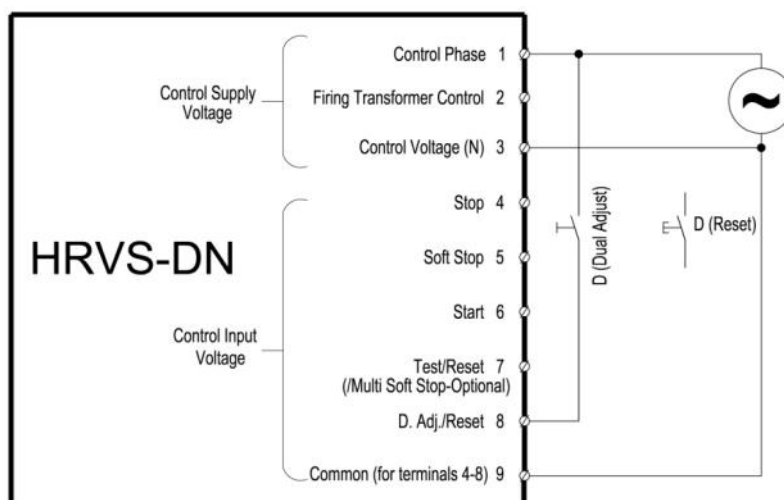 Control Phase 1
Control Supply
Voltage
Firing Transformer Control 2
Control Voltage (N) 3
Stop 4
D (Dual Adjust)
D (Reset)
HRVS-DN
Soft Stop 5
Start 6
Control Input
Voltage
Test/Reset 7
(/Multi Soft Stop-Optional)
D. Adj./Reset 8
Common (for terminals 4-8) 9